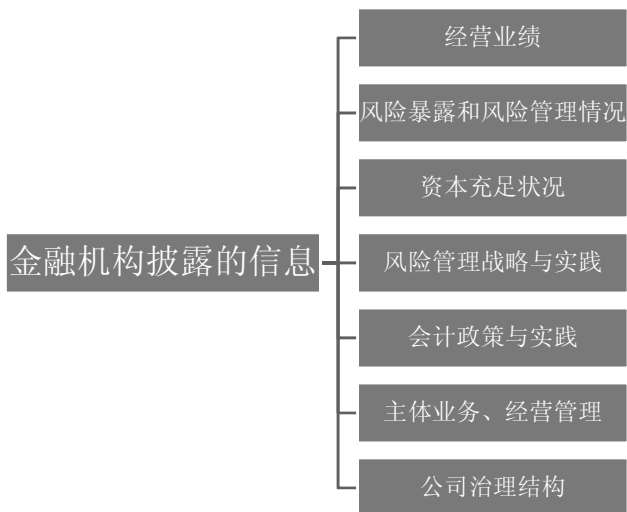 经营业绩
风险暴露和风险管理情况
资本充足状况
金融机构披露的信息
风险管理战略与实践
会计政策与实践
主体业务、经营管理
公司治理结构